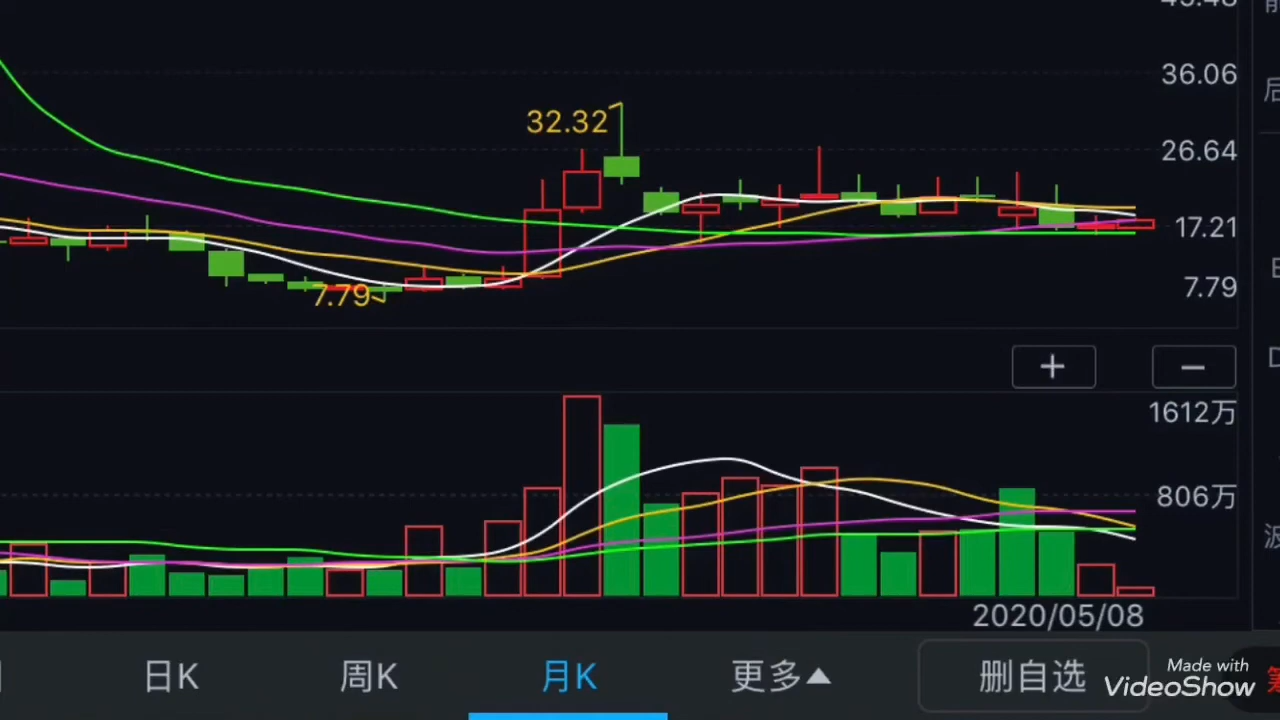 36.06
32.32
26.64
17.21
7.79
7.79
+
−
1612万
806万
2020/05/08
日K
周K
月K
更多▲
删自选
Made with
VideoShow